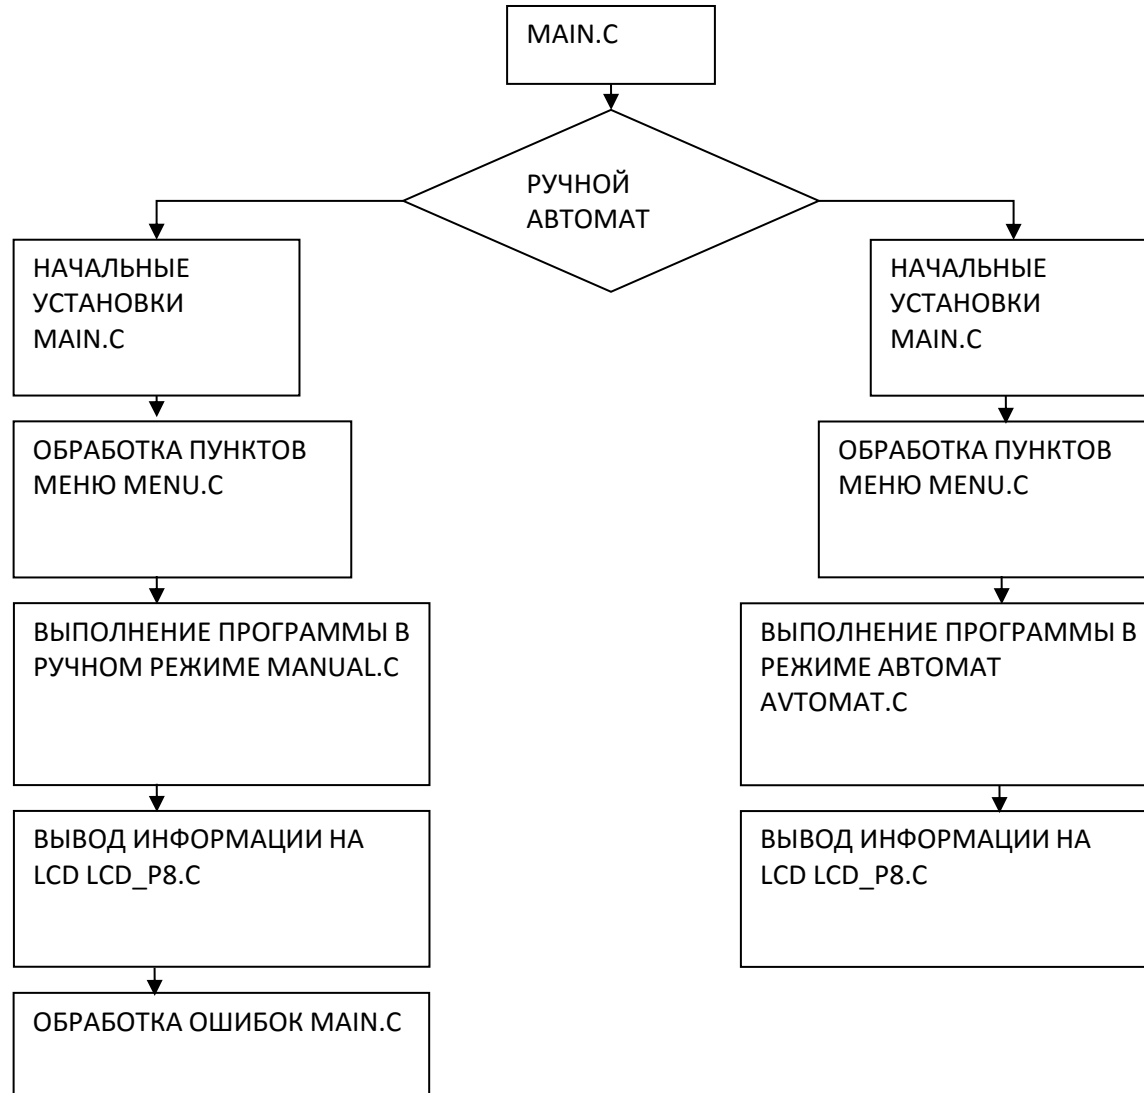 MAIN.C
РУЧНОЙ
АВТОМАТ
НАЧАЛЬНЫЕ
УСТАНОВКИ
MAIN.C
ОБРАБОТКА ПУНКТОВ
МЕНЮ MENU.C
ВЫПОЛНЕНИЕ ПРОГРАММЫ В
РУЧНОМ РЕЖИМЕ MANUAL.C
ВЫВОД ИНФОРМАЦИИ НА
LCD LCD_P8.C
ОБРАБОТКА ОШИБОК MAIN.C
НАЧАЛЬНЫЕ
УСТАНОВКИ
MAIN.C
ОБРАБОТКА ПУНКТОВ
МЕНЮ MENU.C
ВЫПОЛНЕНИЕ ПРОГРАММЫ В
РЕЖИМЕ АВТОМАТ
AVTOMAT.C
ВЫВОД ИНФОРМАЦИИ НА
LCD LCD_P8.C